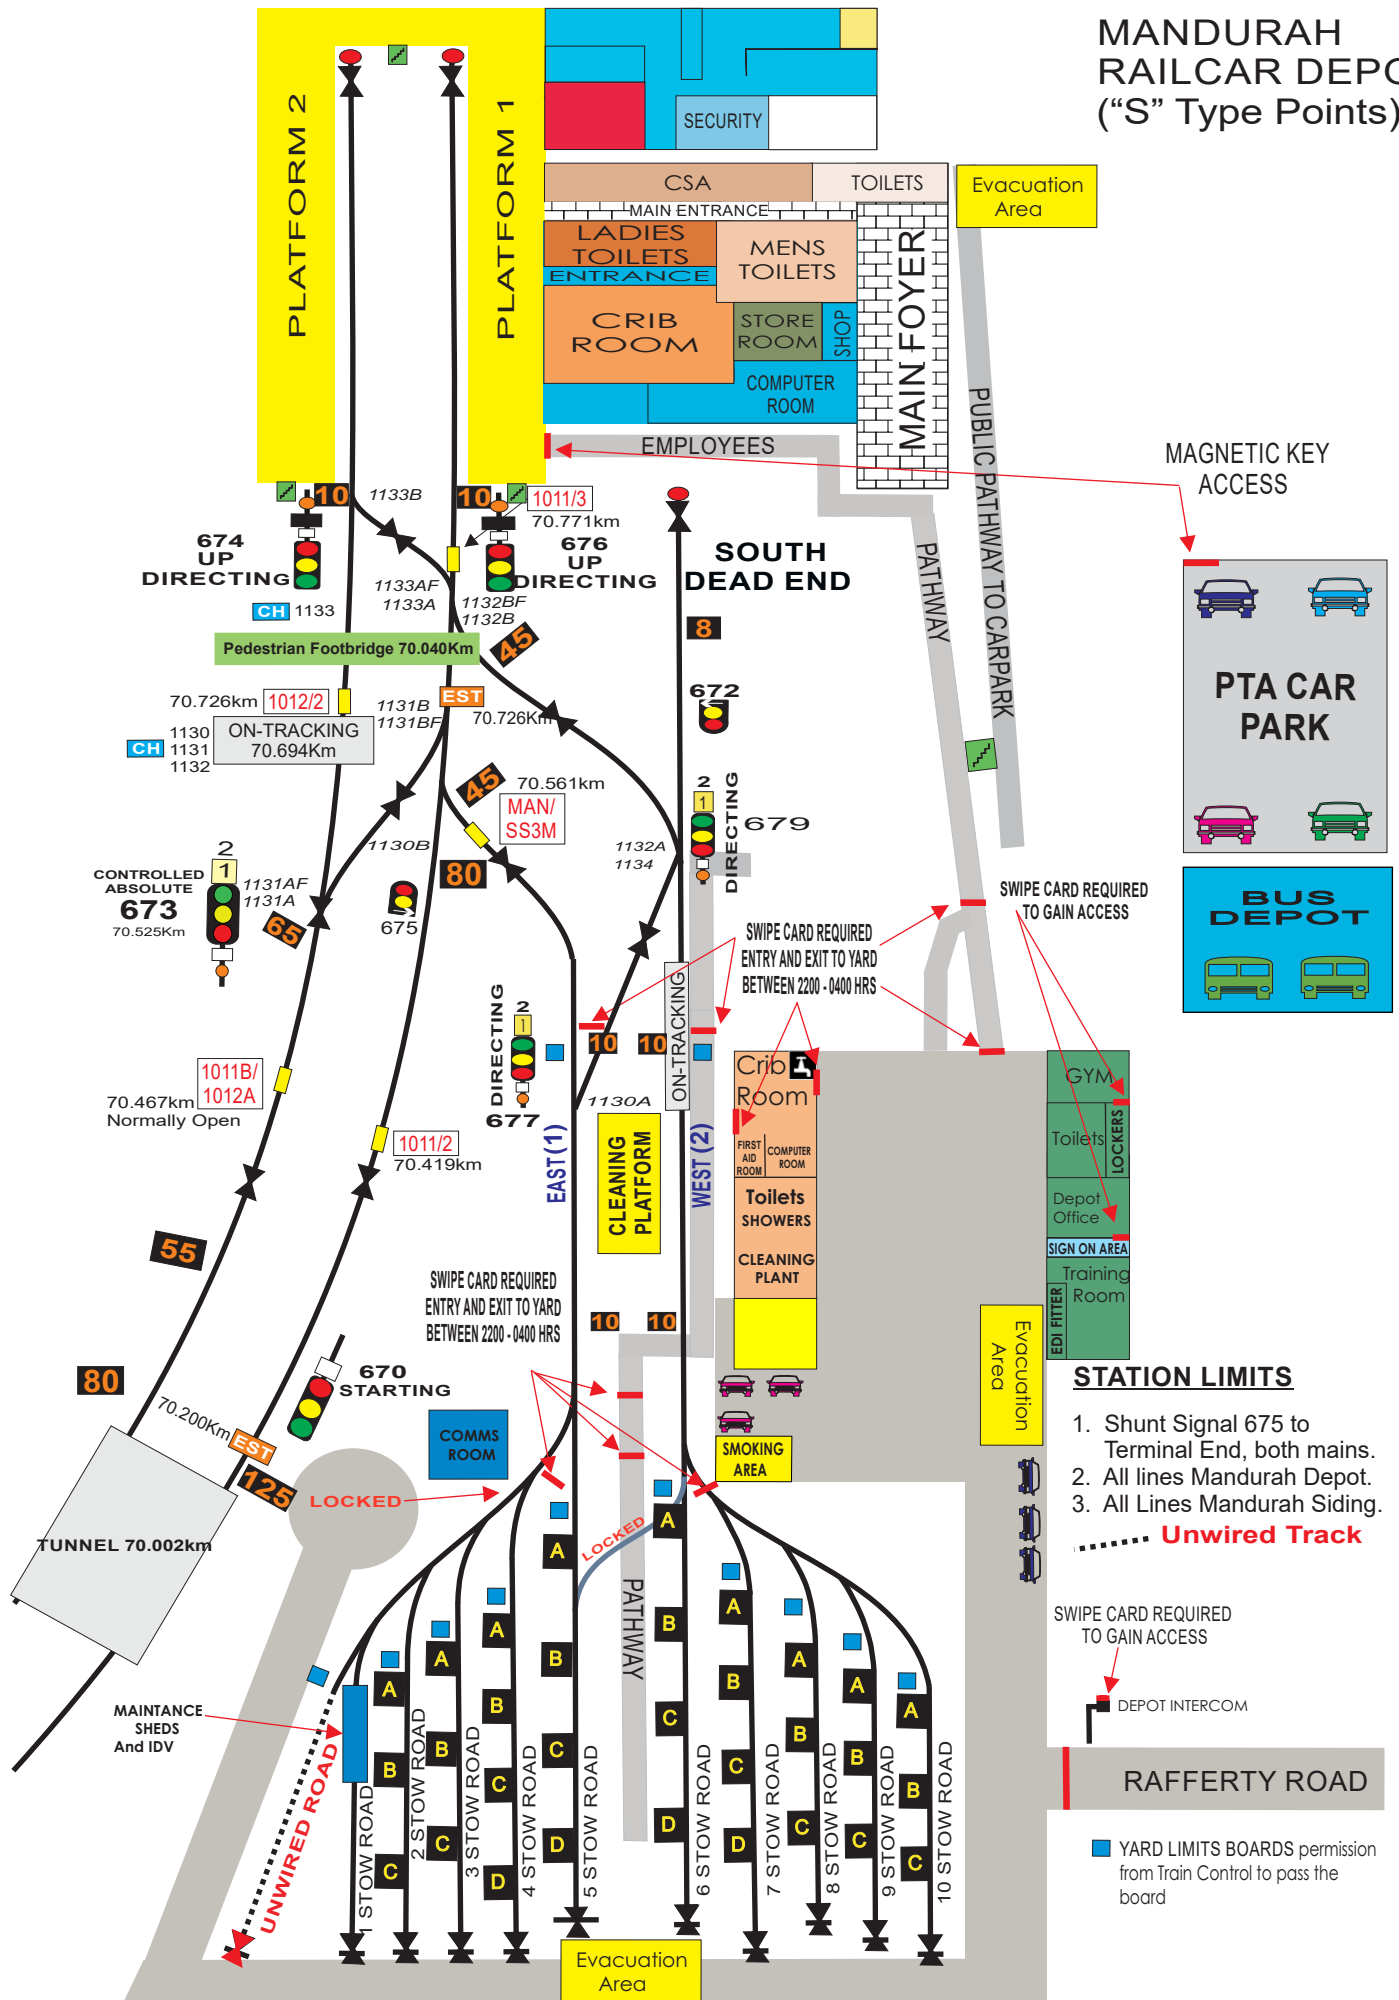 MANDURAH
RAILCAR DEPO
(“S” Type Points)
PLATFORM 2
PLATFORM 1
SECURITY
CSA
TOILETS
MAIN ENTRANCE
LADIES
TOILETS
ENTRANCE
MENS
TOILETS
CRIB
ROOM
STORE
ROOM
SHOP
COMPUTER
ROOM
MAIN FOYER
Evacuation
Area
EMPLOYEES
PATHWAY
PUBLIC PATHWAY TO CARPARK
MAGNETIC KEY
ACCESS
PTA CAR
PARK
BUS
DEPOT
10
1133B
10
1011/3
70.771km
674
UP
DIRECTING
676
UP
DIRECTING
SOUTH
DEAD END
CH 1133
1133AF
1133A
1132BF
1132B
8
45
Pedestrian Footbridge 70.040Km
70.726km
1012/2
1131B
1131BF
EST
70.726Km
672
CH
1130
1131
1132
ON-TRACKING
70.694Km
45
70.561km
MAN/
SS3M
2
1
DIRECTING
679
1132A
1134
1130B
80
2
1
CONTROLLED
ABSOLUTE
673
70.525Km
1131AF
1131A
65
675
SWIPE CARD REQUIRED
TO GAIN ACCESS
SWIPE CARD REQUIRED
ENTRY AND EXIT TO YARD
BETWEEN 2200 - 0400 HRS
2
1
DIRECTING
677
10
10
ON-TRACKING
1130A
1011B/
1012A
70.467km
Normally Open
1011/2
70.419km
EAST (1)
CLEANING
PLATFORM
WEST (2)
Crib
Room
FIRST
AID
ROOM
COMPUTER
ROOM
Toilets
SHOWERS
CLEANING
PLANT
GYM
Toilets
LOCKERS
Depot
Office
SIGN ON AREA
Training
Room
EDI FITTER
55
SWIPE CARD REQUIRED
ENTRY AND EXIT TO YARD
BETWEEN 2200 - 0400 HRS
10
10
Evacuation
Area
80
670
STARTING
70.200Km
EST
125
COMMS
ROOM
LOCKED
SMOKING
AREA
STATION LIMITS
1. Shunt Signal 675 to
Terminal End, both mains.
2. All lines Mandurah Depot.
3. All Lines Mandurah Siding.
Unwired Track
TUNNEL 70.002km
LOCKED
PATHWAY
SWIPE CARD REQUIRED
TO GAIN ACCESS
DEPOT INTERCOM
RAFFERTY ROAD
YARD LIMITS BOARDS permission
from Train Control to pass the
board
MAINTANCE
SHEDS
And IDV
UNWIRED ROAD
1 STOW ROAD
A
B
C
2 STOW ROAD
A
B
C
3 STOW ROAD
A
B
C
D
4 STOW ROAD
A
B
C
D
5 STOW ROAD
A
B
C
D
6 STOW ROAD
A
B
C
D
7 STOW ROAD
A
B
C
8 STOW ROAD
A
B
C
9 STOW ROAD
A
B
C
10 STOW ROAD
Evacuation
Area